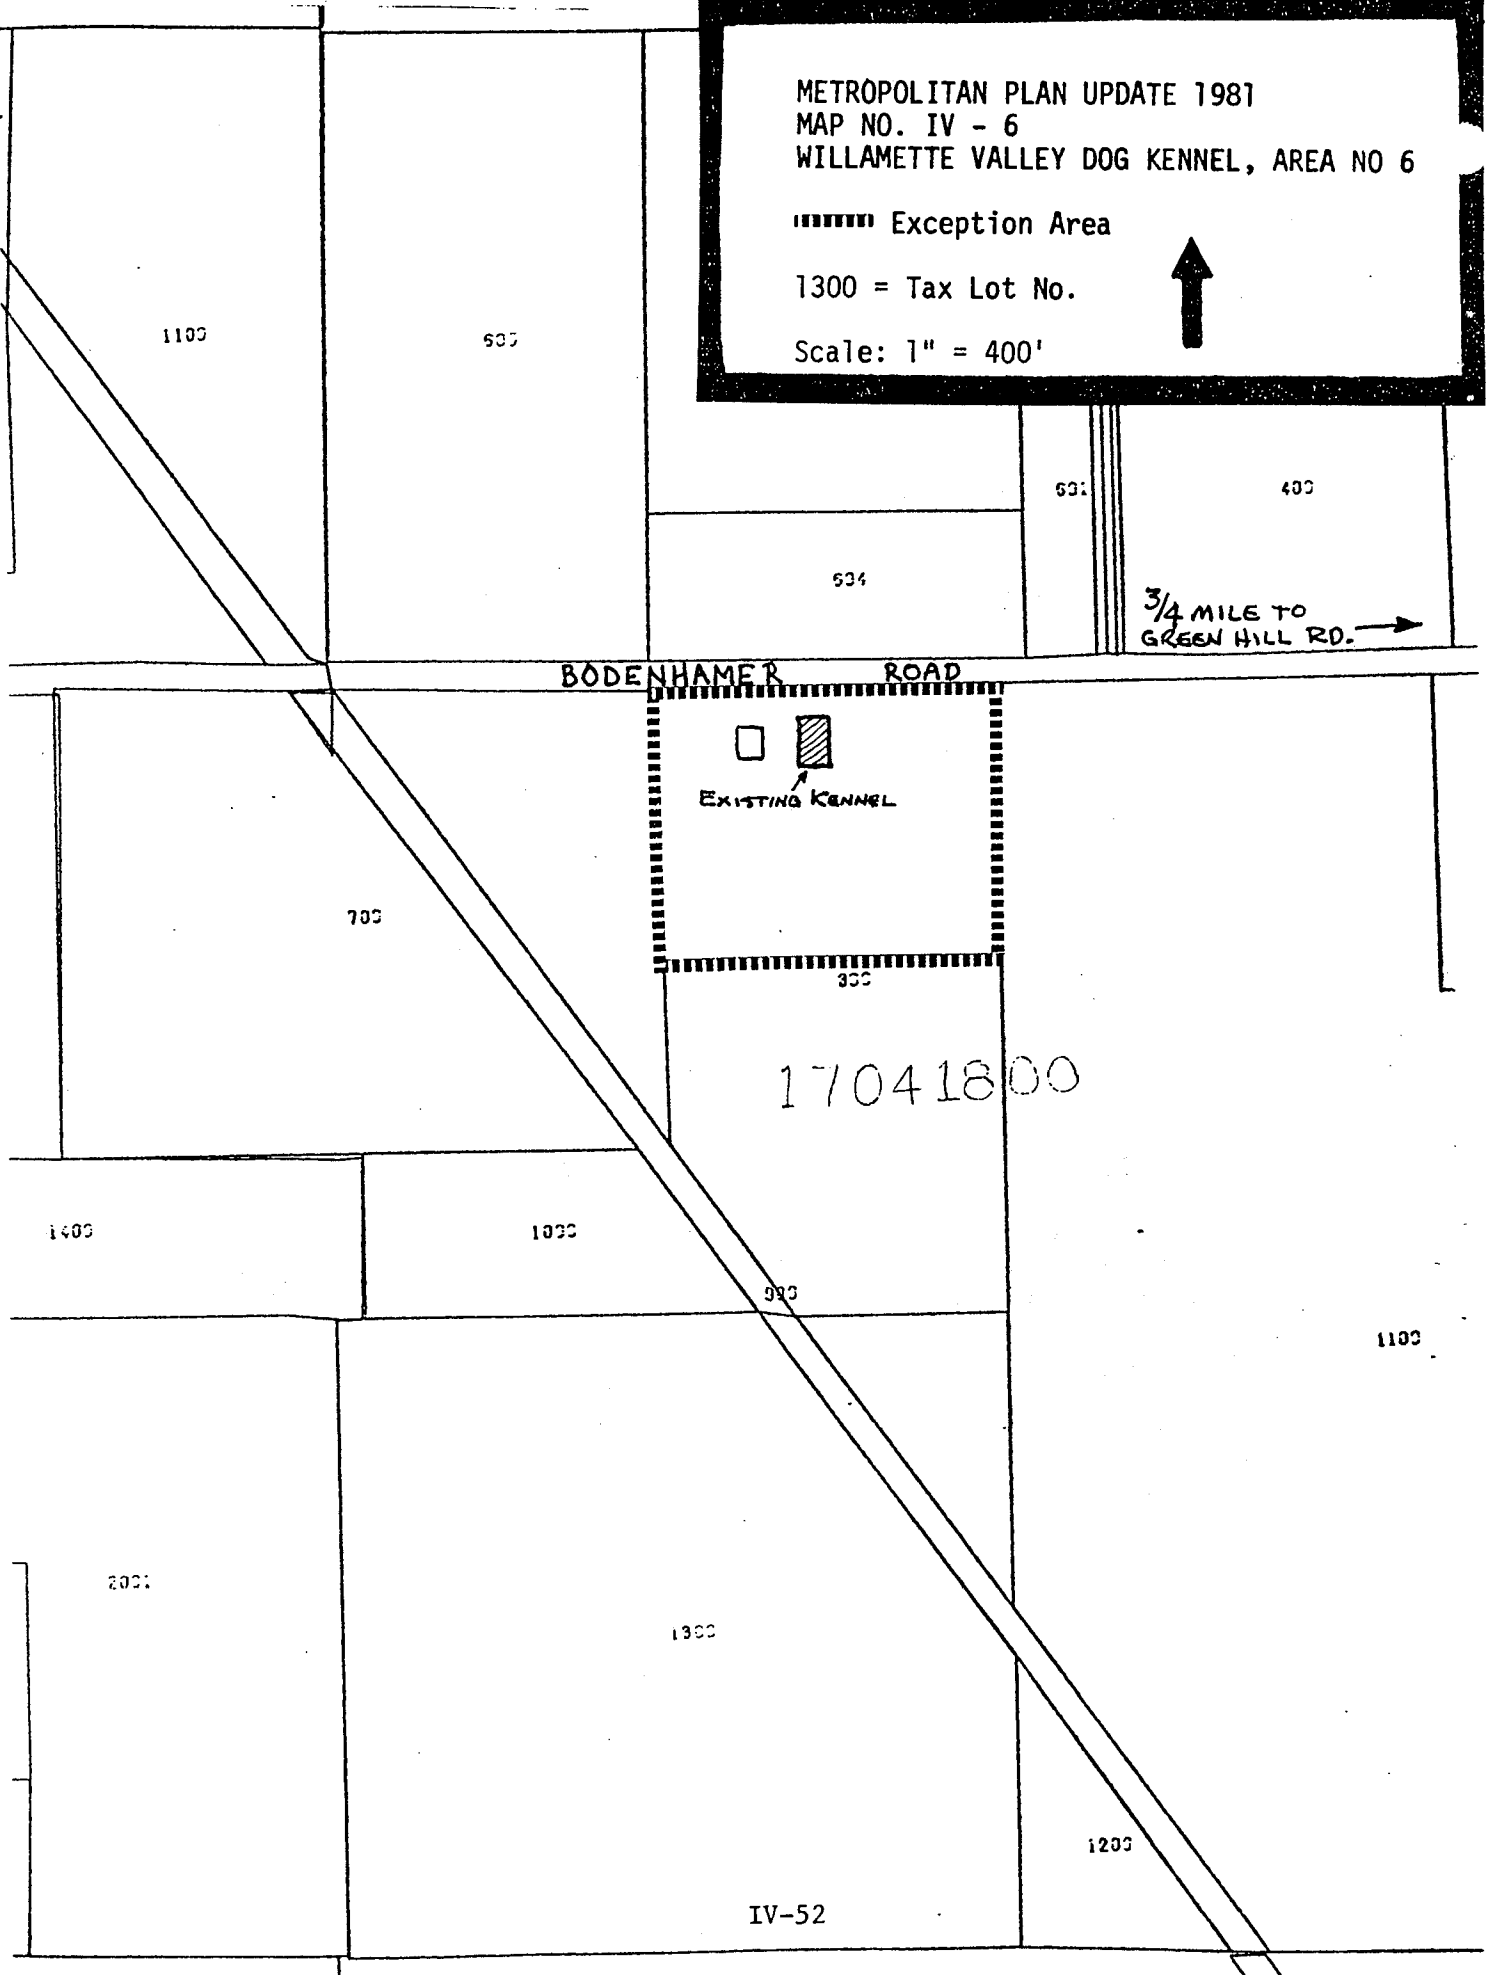 METROPOLITAN PLAN UPDATE 1981
MAP NO. IV - 6
WILLAMETTE VALLEY DOG KENNEL, AREA NO 6
Exception Area
1300 = Tax Lot No.
Scale: 1" = 400'
1100
400
604
3/4 MILE TO
GREEN HILL RD.
BODENHAMER ROAD
EXISTING KENNEL
700
300
17041800
1400
1000
1100
1300
1200
IV-52